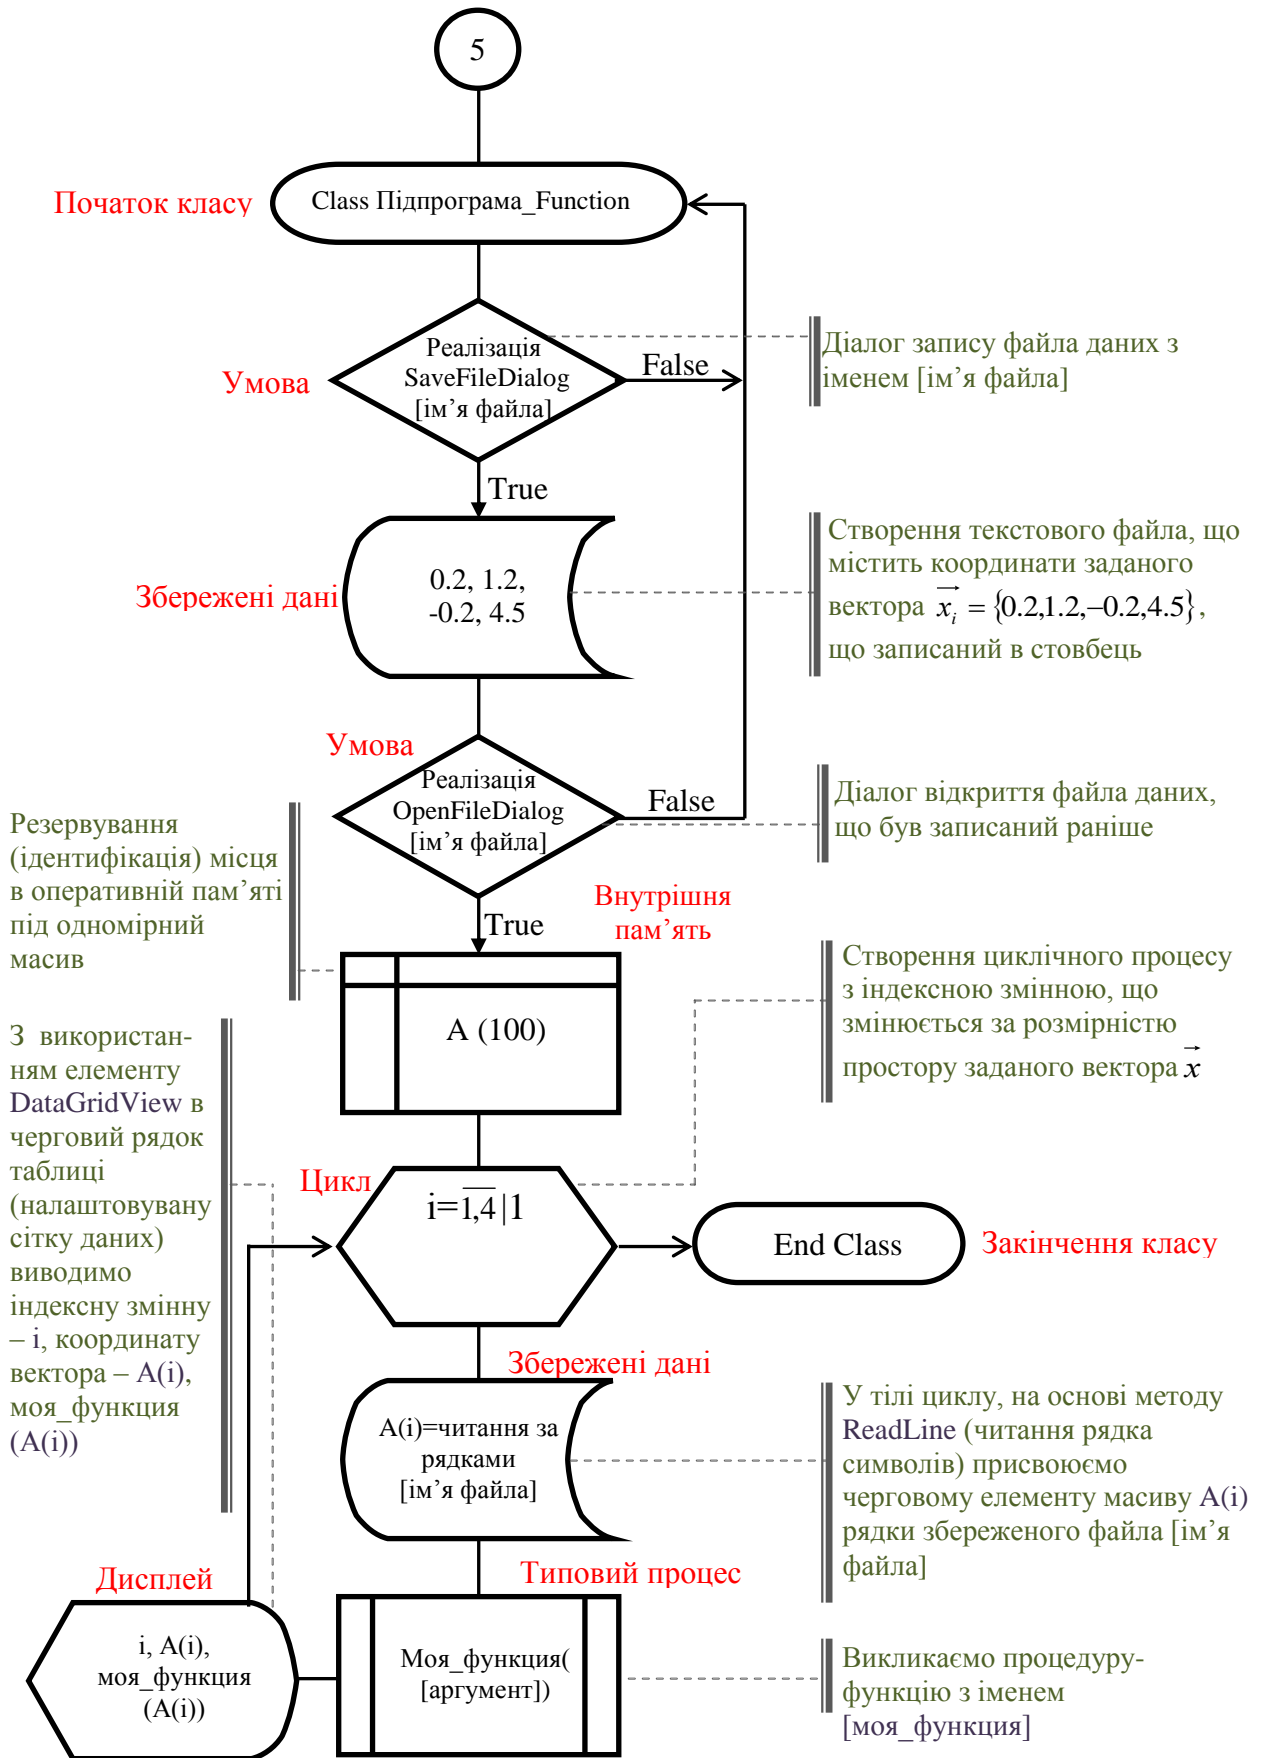 5
Початок класу
Class Підпрограма_Function
Умова
Реалізація
SaveFileDialog
[ім’я файла]
False
Діалог запису файла даних з
іменем [ім’я файла]
True
Збережені дані
0.2, 1.2,
-0.2, 4.5
Створення текстового файла, що
містить координати заданого
вектора x_i = {0.2,1.2,−0.2,4.5},
що записаний в стовбець
Умова
Реалізація
OpenFileDialog
[ім’я файла]
False
Діалог відкриття файла даних,
що був записаний раніше
Резервування
(ідентифікація) місця
в оперативній пам’яті
під одномірний
масив
True
Внутрішня
пам’ять
A (100)
Створення циклічного процесу
з індексною змінною, що
змінюється за розмірністю
простору заданого вектора x
З використан-
ням елементу
DataGridView в
черговий рядок
таблиці
(налаштовувану
сітку даних)
виводимо
індексну змінну
– i, координату
вектора – A(i),
моя_функция
(A(i))
Цикл
i=1,4|1
End Class
Закінчення класу
Збережені дані
A(i)=читання за
рядками
[ім’я файла]
У тілі циклу, на основі методу
ReadLine (читання рядка
символів) присвоюємо
черговому елементу масиву A(i)
рядки збереженого файла [ім’я
файла]
Дисплей
i, A(i),
моя_функция
(A(i))
Типовий процес
Моя_функция(
[аргумент])
Викликаємо процедуру-
функцію з іменем
[моя_функция]